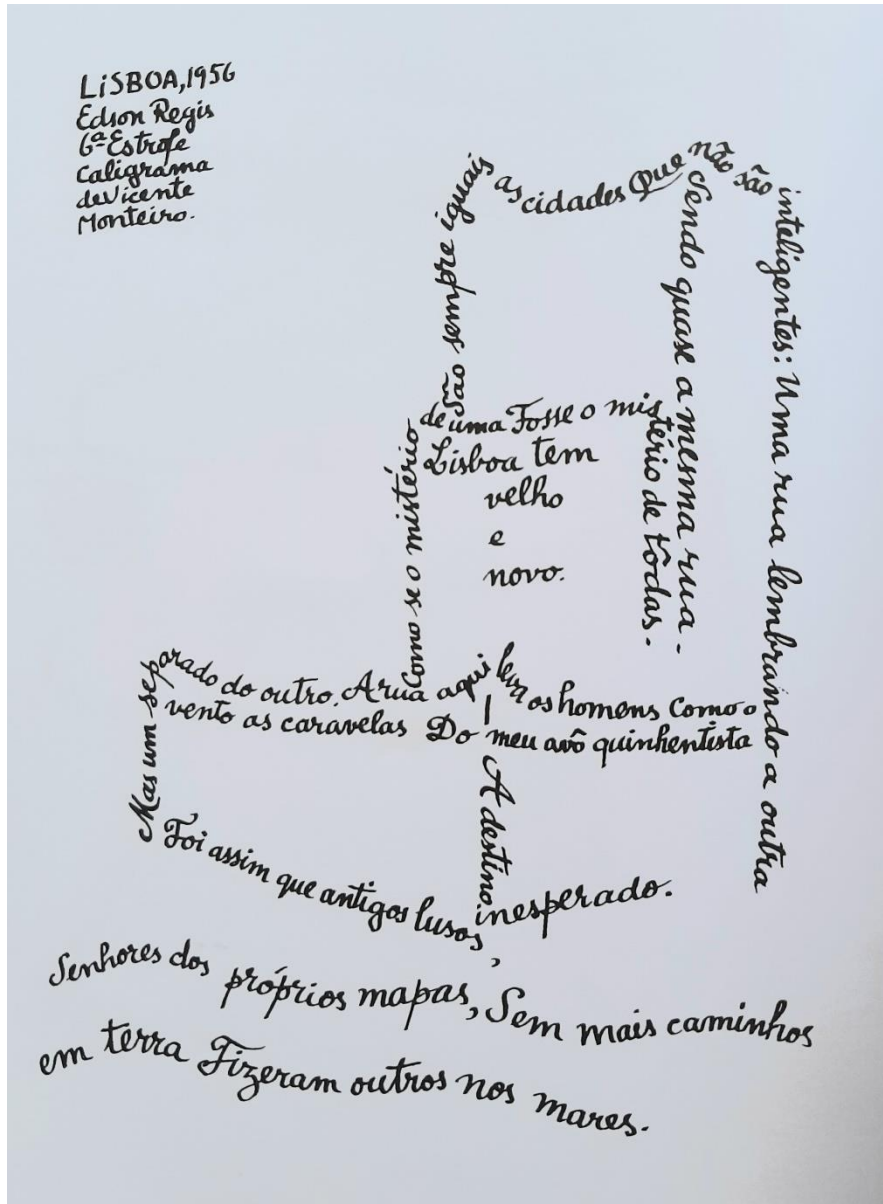 LiSBOA, 1956
Edson Regis
6ª Estrofe
Caligrama
de Vicente
Monteiro.
São sempre iguais as cidades Que não são inteligentes: Uma rua lembrando a outra
Sendo quase a mesma rua-
Como se o mistério de uma Fosse o mistério de tôdas.
Lisboa tem
velho
e
novo.
Mas um separado do outro. A rua aqui leva os homens como o
vento as caravelas Do meu avô quinhentista
A destino inesperado.
Foi assim que antigos lusos,
Senhores dos próprios mapas, Sem mais caminhos
em terra Fizeram outros nos mares.